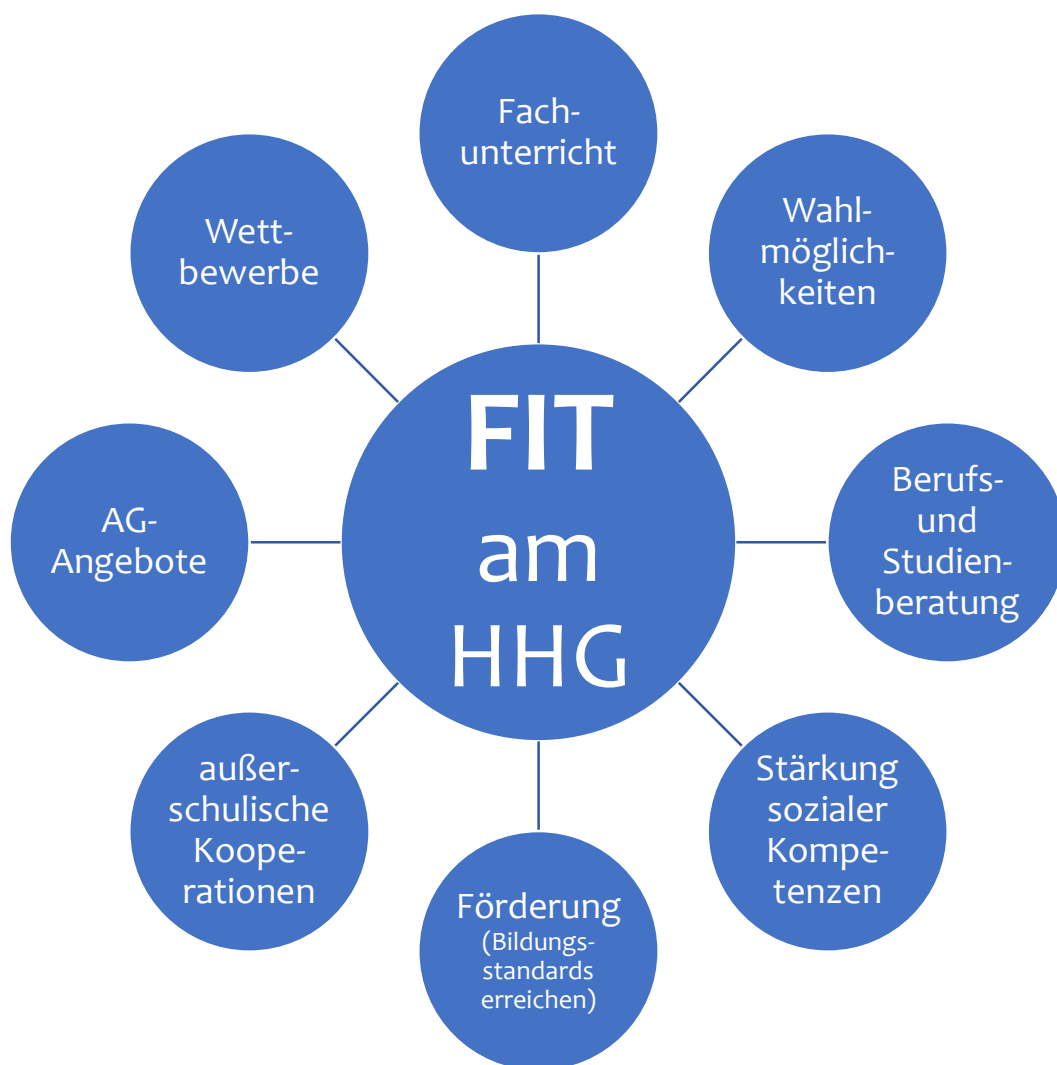 Fach-
unterricht
Wahl-
möglich-
keiten
Berufs-
und
Studien-
beratung
Stärkung
sozialer
Kompe-
tenzen
Förderung
(Bildungs-
standards
erreichen)
außer-
schulische
Koope-
rationen
AG-
Angebote
Wett-
bewerbe
FIT
am
HHG